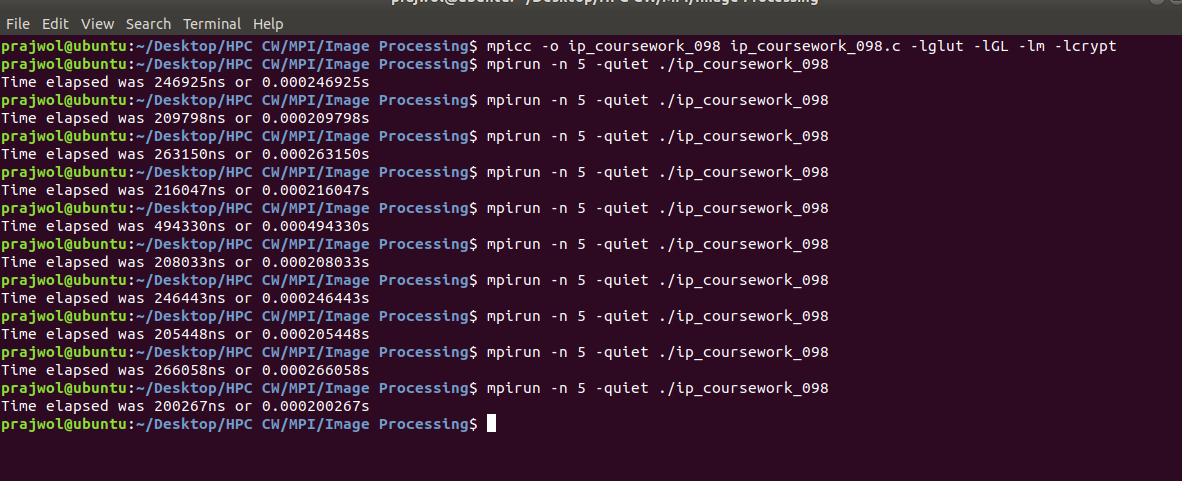 prajwol@ubuntu: ~/Desktop/HPC CW/MPI/Image Processing
File Edit View Search Terminal Help
prajwol@ubuntu:~/Desktop/HPC CW/MPI/Image Processing$ mpicc -o ip_coursework_098 ip_coursework_098.c -lglut -lGL -lm -lcrypt
prajwol@ubuntu:~/Desktop/HPC CW/MPI/Image Processing$ mpirun -n 5 -quiet ./ip_coursework_098
Time elapsed was 246925ns or 0.000246925s
prajwol@ubuntu:~/Desktop/HPC CW/MPI/Image Processing$ mpirun -n 5 -quiet ./ip_coursework_098
Time elapsed was 209798ns or 0.000209798s
prajwol@ubuntu:~/Desktop/HPC CW/MPI/Image Processing$ mpirun -n 5 -quiet ./ip_coursework_098
Time elapsed was 263150ns or 0.000263150s
prajwol@ubuntu:~/Desktop/HPC CW/MPI/Image Processing$ mpirun -n 5 -quiet ./ip_coursework_098
Time elapsed was 216047ns or 0.000216047s
prajwol@ubuntu:~/Desktop/HPC CW/MPI/Image Processing$ mpirun -n 5 -quiet ./ip_coursework_098
Time elapsed was 494330ns or 0.000494330s
prajwol@ubuntu:~/Desktop/HPC CW/MPI/Image Processing$ mpirun -n 5 -quiet ./ip_coursework_098
Time elapsed was 208033ns or 0.000208033s
prajwol@ubuntu:~/Desktop/HPC CW/MPI/Image Processing$ mpirun -n 5 -quiet ./ip_coursework_098
Time elapsed was 246443ns or 0.000246443s
prajwol@ubuntu:~/Desktop/HPC CW/MPI/Image Processing$ mpirun -n 5 -quiet ./ip_coursework_098
Time elapsed was 205448ns or 0.000205448s
prajwol@ubuntu:~/Desktop/HPC CW/MPI/Image Processing$ mpirun -n 5 -quiet ./ip_coursework_098
Time elapsed was 266058ns or 0.000266058s
prajwol@ubuntu:~/Desktop/HPC CW/MPI/Image Processing$ mpirun -n 5 -quiet ./ip_coursework_098
Time elapsed was 200267ns or 0.000200267s
prajwol@ubuntu:~/Desktop/HPC CW/MPI/Image Processing$